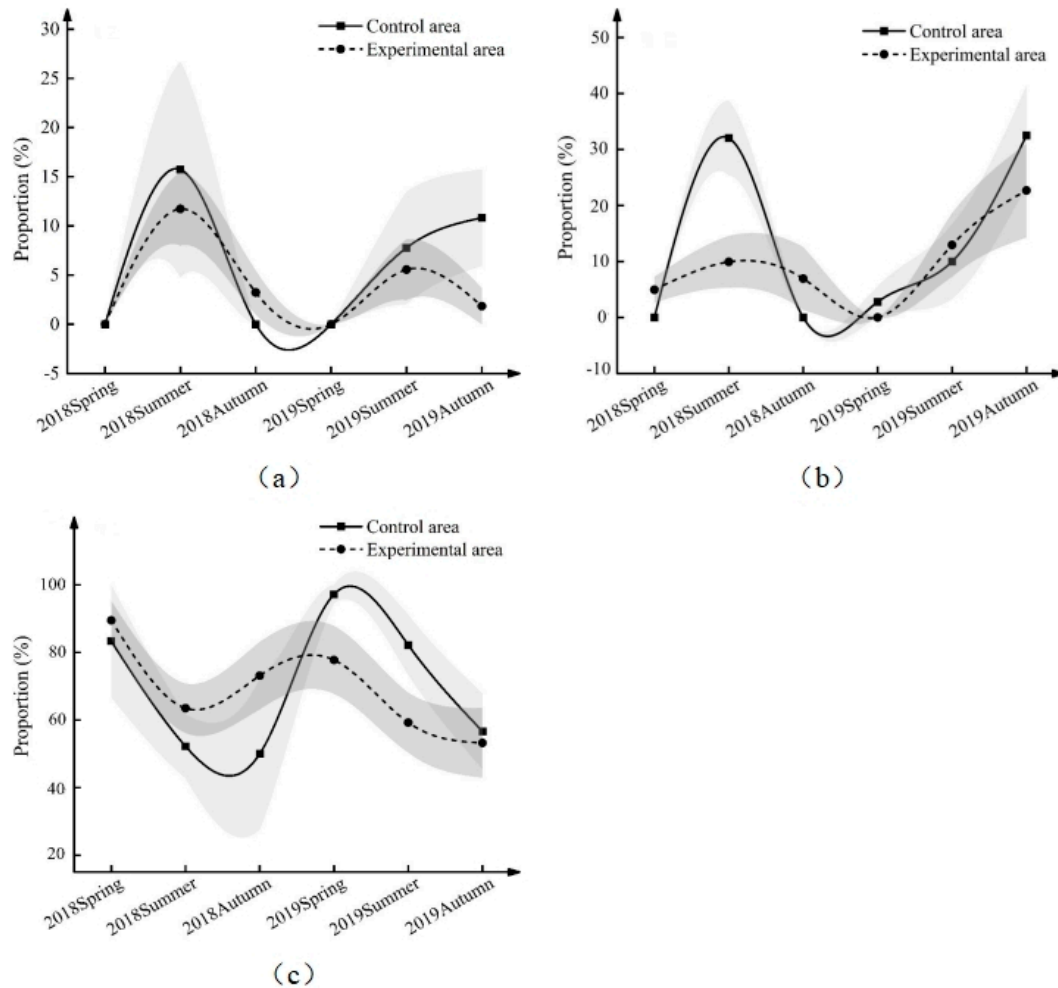 Control area
Experimental area
Proportion (%)
30
25
20
15
10
5
0
-5
2018Spring
2018Summer
2018Autumn
2019Spring
2019Summer
2019Autumn
（a）
Control area
Experimental area
Proportion (%)
50
40
30
20
10
0
-10
2018Spring
2018Summer
2018Autumn
2019Spring
2019Summer
2019Autumn
（b）
Control area
Experimental area
Proportion (%)
100
80
60
40
20
2018Spring
2018Summer
2018Autumn
2019Spring
2019Summer
2019Autumn
（c）